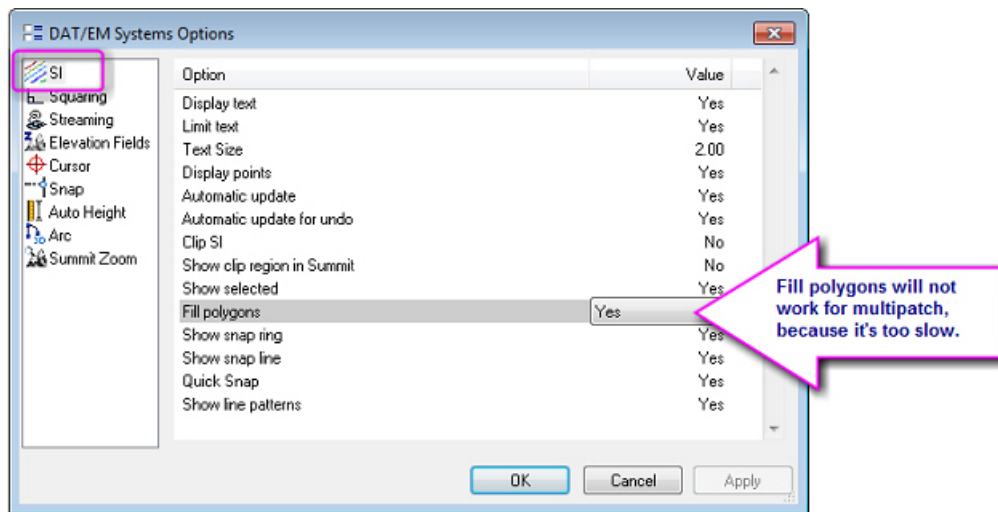 DAT/EM Systems Options
SI
Squaring
Streaming
Elevation Fields
Cursor
Snap
Auto Height
Arc
Summit Zoom
Option Value
Display text Yes
Limit text Yes
Text Size 2.00
Display points Yes
Automatic update Yes
Automatic update for undo Yes
Clip SI No
Show clip region in Summit No
Show selected Yes
Fill polygons Yes
Show snap ring Yes
Show snap line Yes
Quick Snap Yes
Show line patterns Yes
Fill polygons will not
work for multipatch,
because it's too slow.
OK Cancel Apply